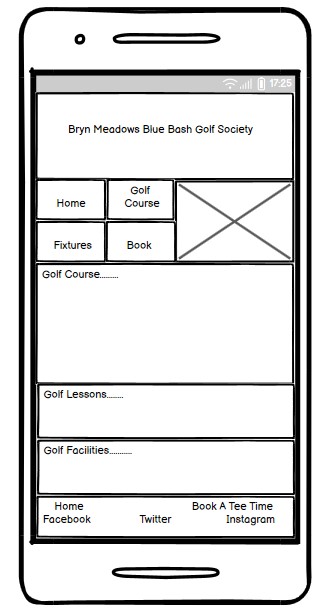 17:25
Bryn Meadows Blue Bash Golf Society
Home
Golf
Course
Fixtures
Book
Golf Course.........
Golf Lessons........
Golf Facilities...........
Home Book A Tee Time
Facebook Twitter Instagram